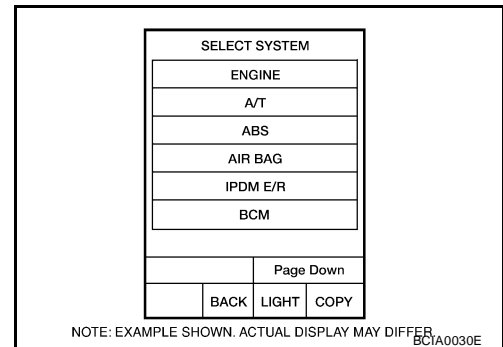 SELECT SYSTEM
ENGINE
A/T
ABS
AIR BAG
IPDM E/R
BCM
Page Down
BACK LIGHT COPY
NOTE: EXAMPLE SHOWN. ACTUAL DISPLAY MAY DIFFER.
BCIA0030E